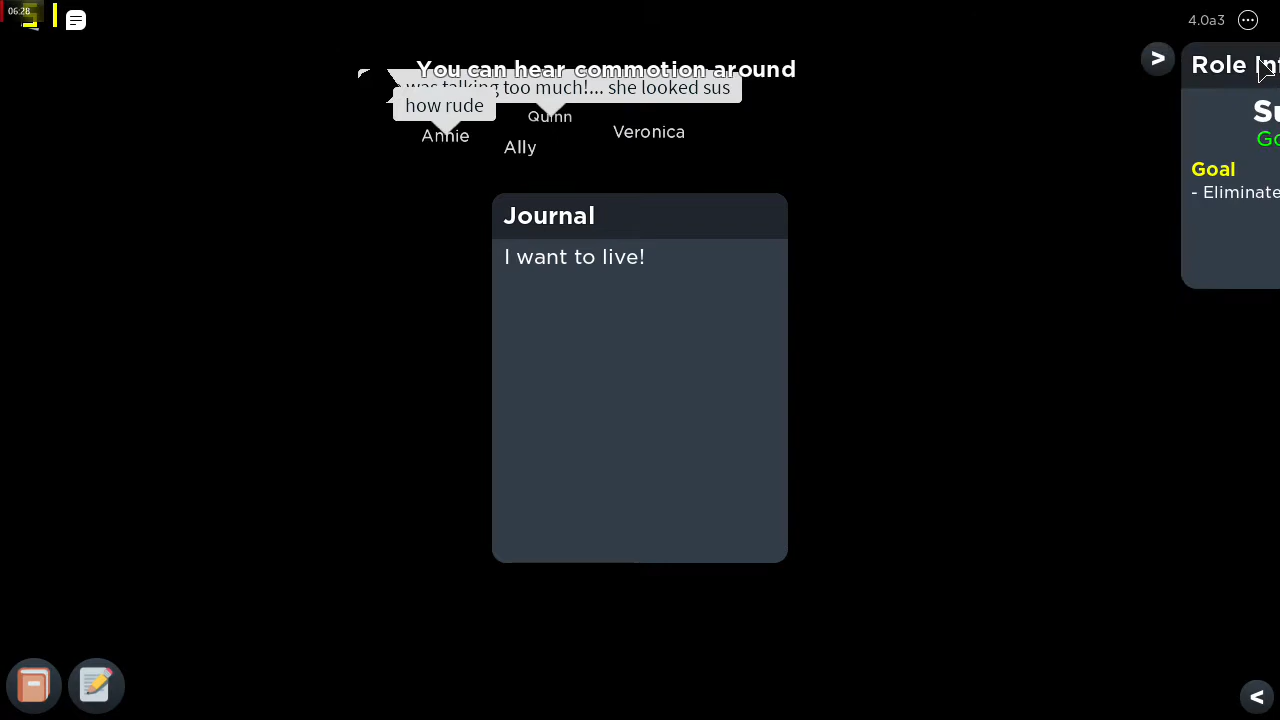 06:28
4.0a3
You can hear commotion around
was talking too much!... she looked sus
how rude
Quinn
Annie
Ally
Veronica
Role
Journal
I want to live!
Goal
- Eliminate